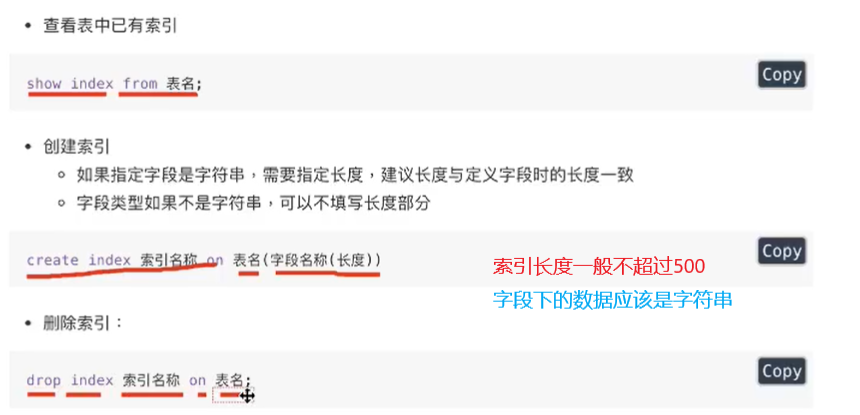 查看表中已有索引
show index from 表名;
Copy
创建索引
如果指定字段是字符串，需要指定长度，建议长度与定义字段时的长度一致
字段类型如果不是字符串，可以不填写长度部分
create index 索引名称 on 表名(字段名称(长度))
Copy
索引长度一般不超过500
字段下的数据应该是字符串
删除索引：
drop index 索引名称 on 表名;
Copy